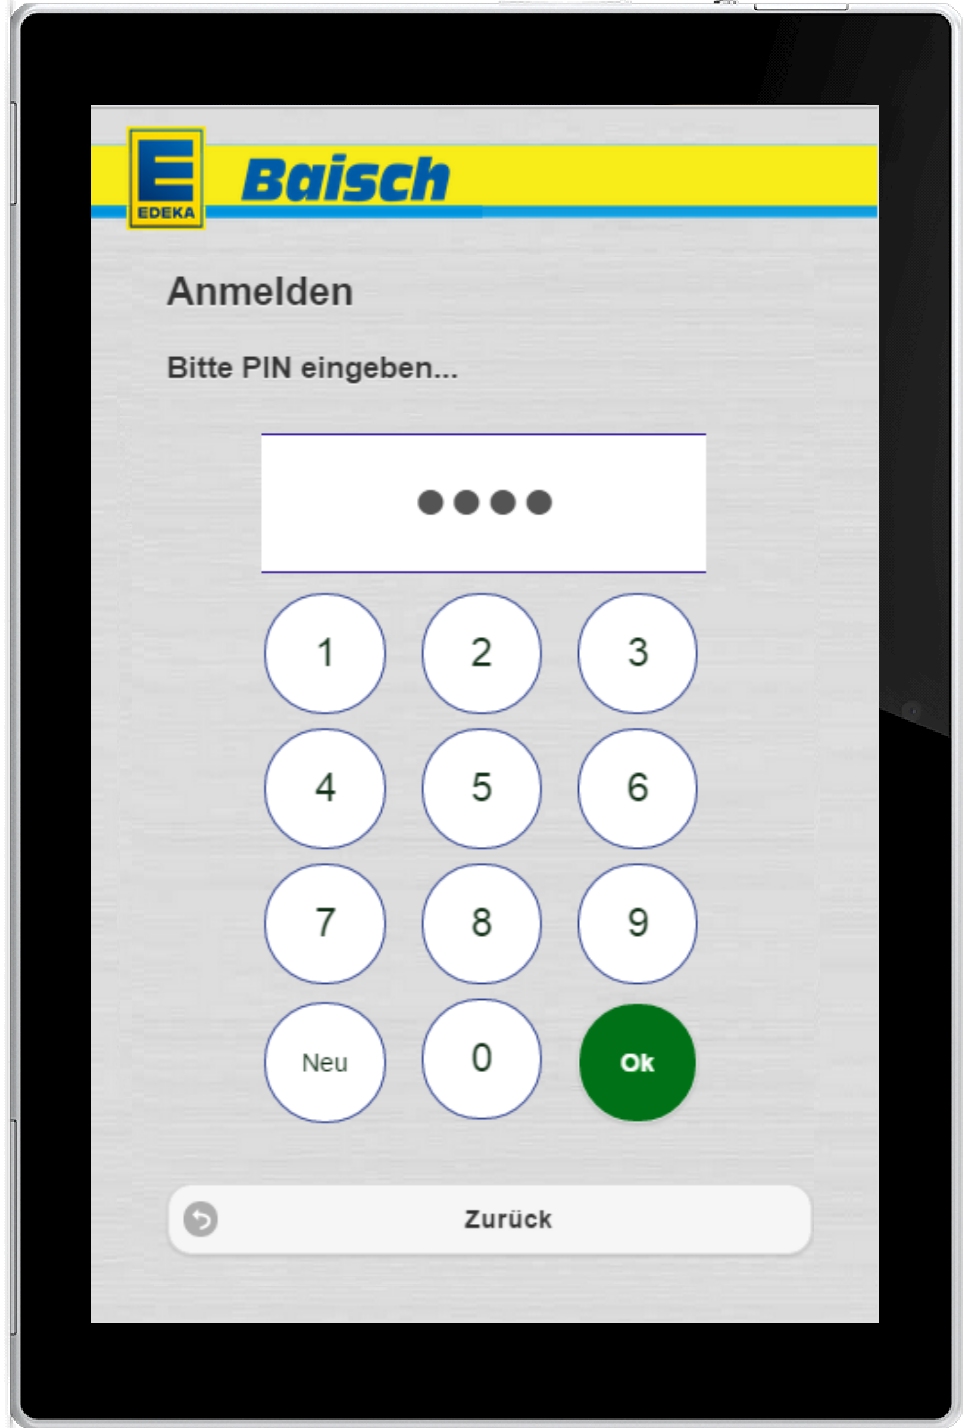 EDEKA
Baisch
Anmelden
Bitte PIN eingeben...
1 2 3
4 5 6
7 8 9
Neu 0 Ok
Zurück